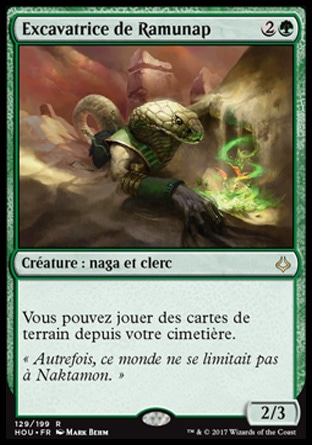 Excavatrice de Ramunap 2
Créature : naga et clerc
Vous pouvez jouer des cartes de
terrain depuis votre cimetière.
« Autrefois, ce monde ne se limitait pas
à Naktamon. »
129/199 R
HOU • FR Mark Behm
™ & © 2017 Wizards of the Coast
2/3